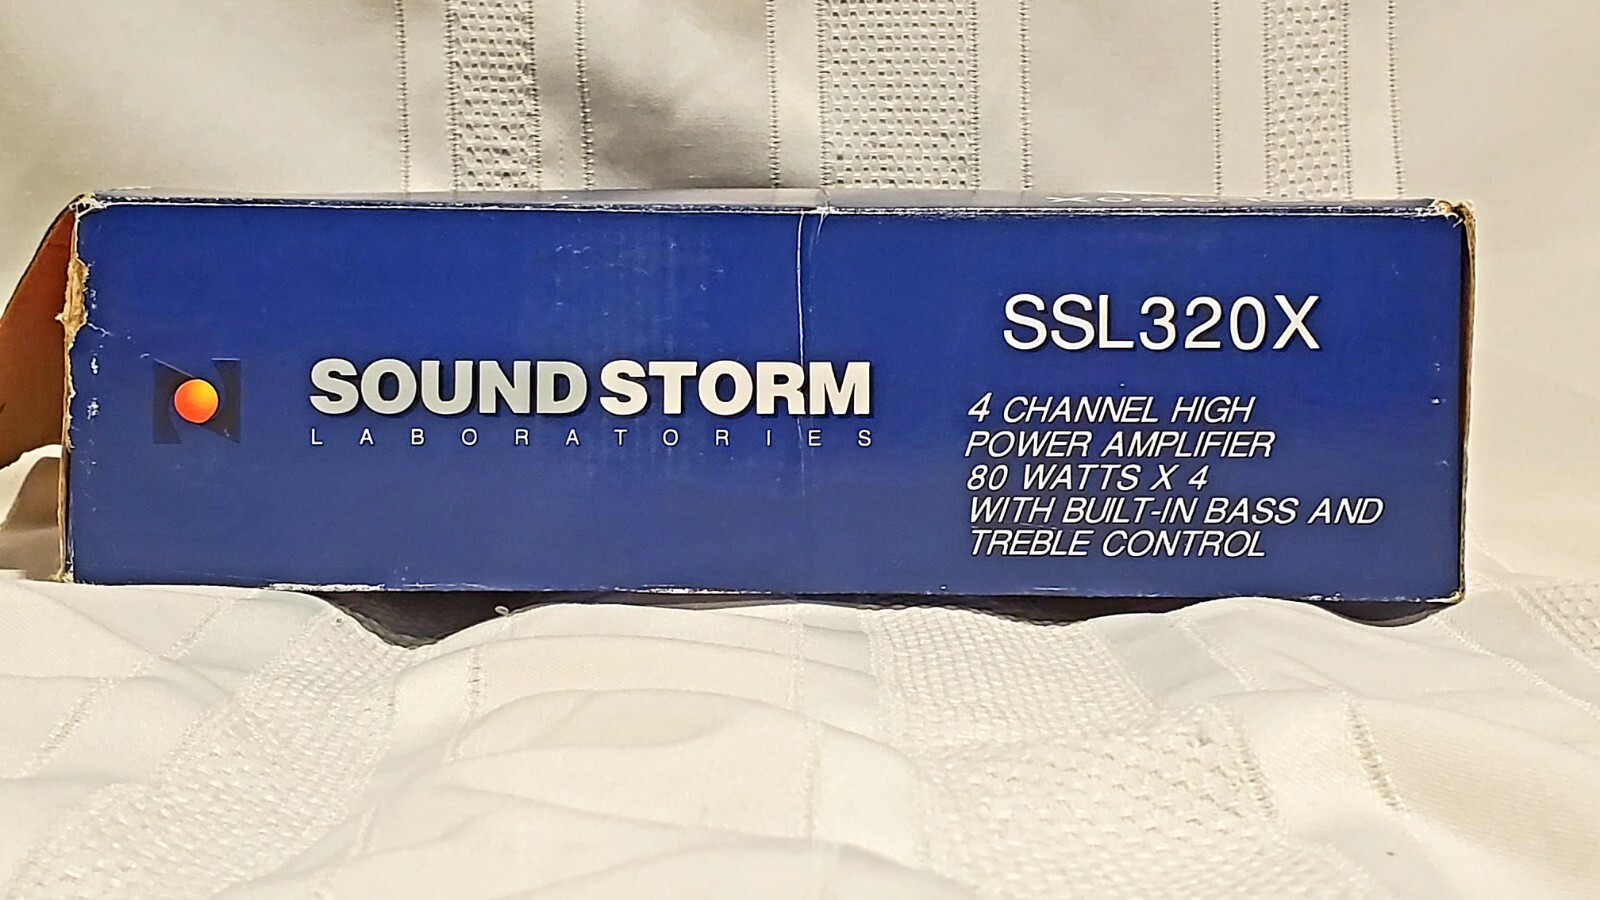 SOUND STORM
LABORATORIES
SSL320X
4 CHANNEL HIGH
POWER AMPLIFIER
80 WATTS X 4
WITH BUILT-IN BASS AND
TREBLE CONTROL